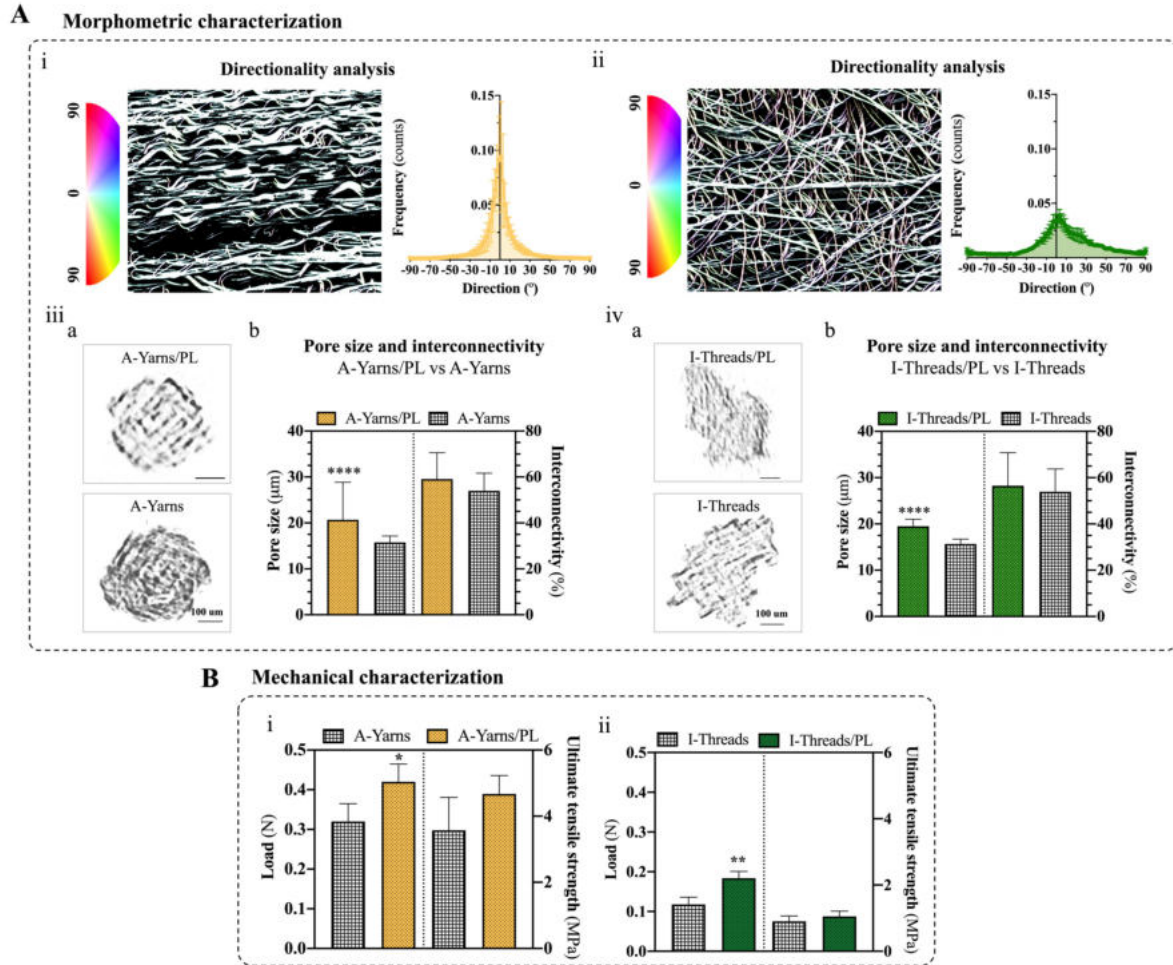 A
Morphometric characterization
i
Directionality analysis
90
0
90
Frequency (counts)
0.15
0.10
0.05
-90 -70 -50 -30 -10 10 30 50 70 90
Direction (º)
ii
Directionality analysis
90
0
90
Frequency (counts)
0.15
0.10
0.05
-90 -70 -50 -30 -10 10 30 50 70 90
Direction (º)
iii
a
A-Yarns/PL
A-Yarns
100 um
b
Pore size and interconnectivity
A-Yarns/PL vs A-Yarns
A-Yarns/PL A-Yarns
Pore size (µm)
40
30
20
10
0
****
80
60
40
20
0
Interconnectivity (%)
iv
a
I-Threads/PL
I-Threads
100 um
b
Pore size and interconnectivity
I-Threads/PL vs I-Threads
I-Threads/PL I-Threads
Pore size (µm)
40
30
20
10
0
****
80
60
40
20
0
Interconnectivity (%)
B
Mechanical characterization
i
A-Yarns A-Yarns/PL
Load (N)
0.5
0.4
0.3
0.2
0.1
0.0
*
6
4
2
0
Ultimate tensile strength (MPa)
ii
I-Threads I-Threads/PL
Load (N)
0.5
0.4
0.3
0.2
0.1
0.0
**
6
4
2
0
Ultimate tensile strength (MPa)